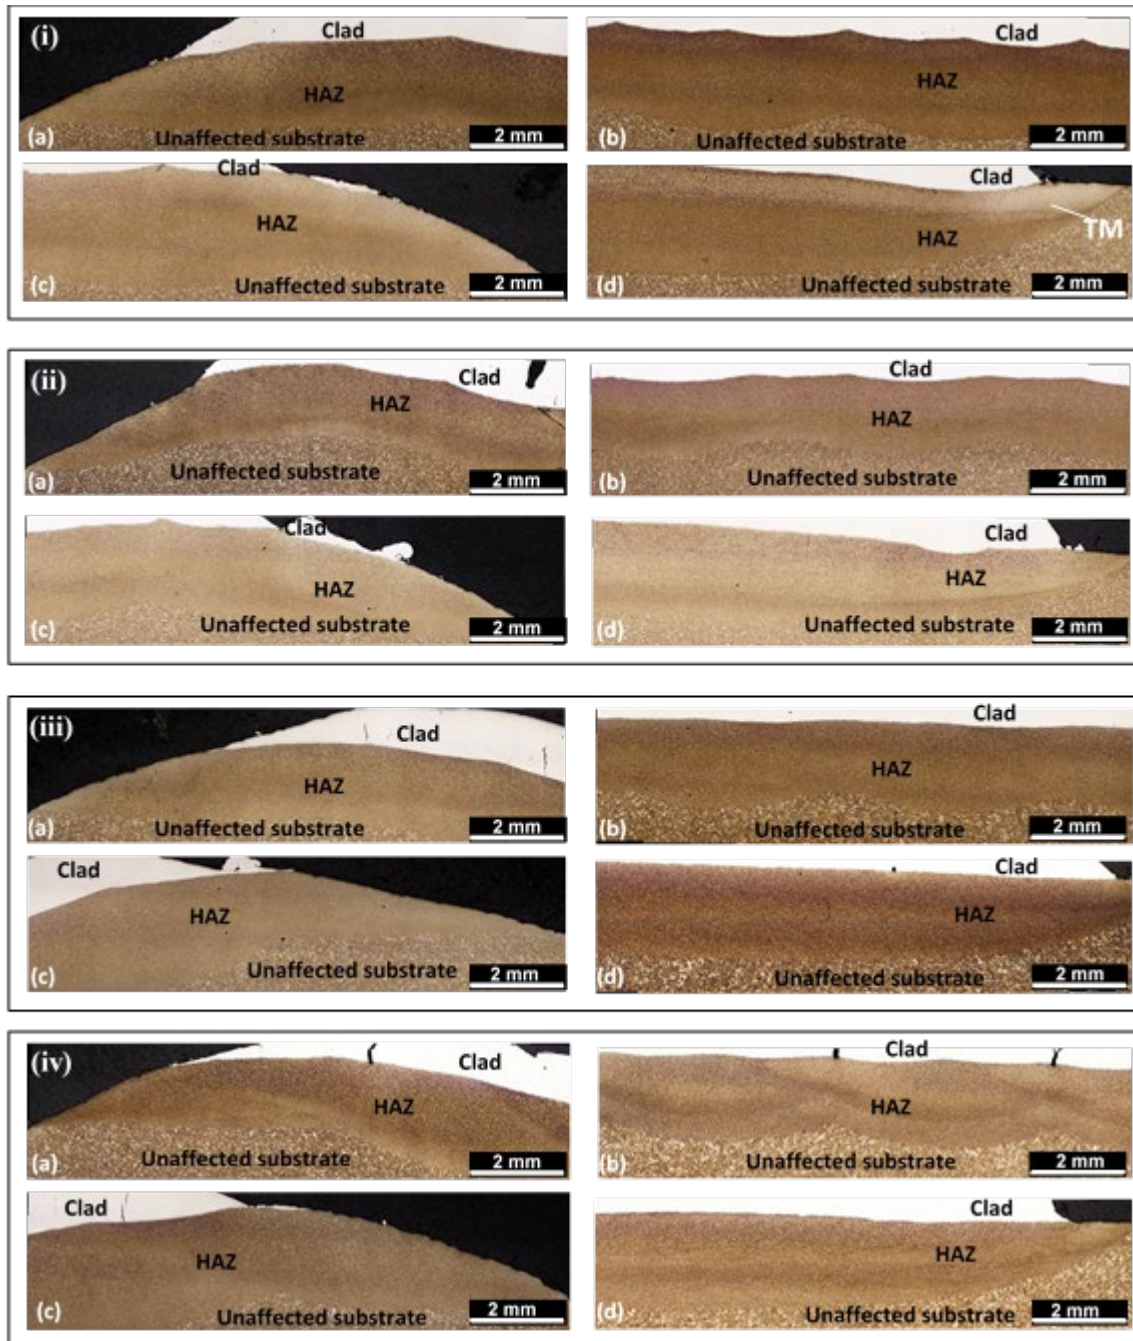 (i)
Clad
HAZ
Unaffected substrate
(a)
2 mm
Clad
HAZ
Unaffected substrate
(b)
2 mm
Clad
HAZ
Unaffected substrate
(c)
2 mm
Clad
TM
HAZ
Unaffected substrate
(d)
2 mm
(ii)
Clad
HAZ
Unaffected substrate
(a)
2 mm
Clad
HAZ
Unaffected substrate
(b)
2 mm
Clad
HAZ
Unaffected substrate
(c)
2 mm
Clad
HAZ
Unaffected substrate
(d)
2 mm
(iii)
Clad
HAZ
Unaffected substrate
(a)
2 mm
Clad
HAZ
Unaffected substrate
(b)
2 mm
Clad
HAZ
Unaffected substrate
(c)
2 mm
Clad
HAZ
Unaffected substrate
(d)
2 mm
(iv)
Clad
HAZ
Unaffected substrate
(a)
2 mm
Clad
HAZ
Unaffected substrate
(b)
2 mm
Clad
HAZ
Unaffected substrate
(c)
2 mm
Clad
HAZ
Unaffected substrate
(d)
2 mm